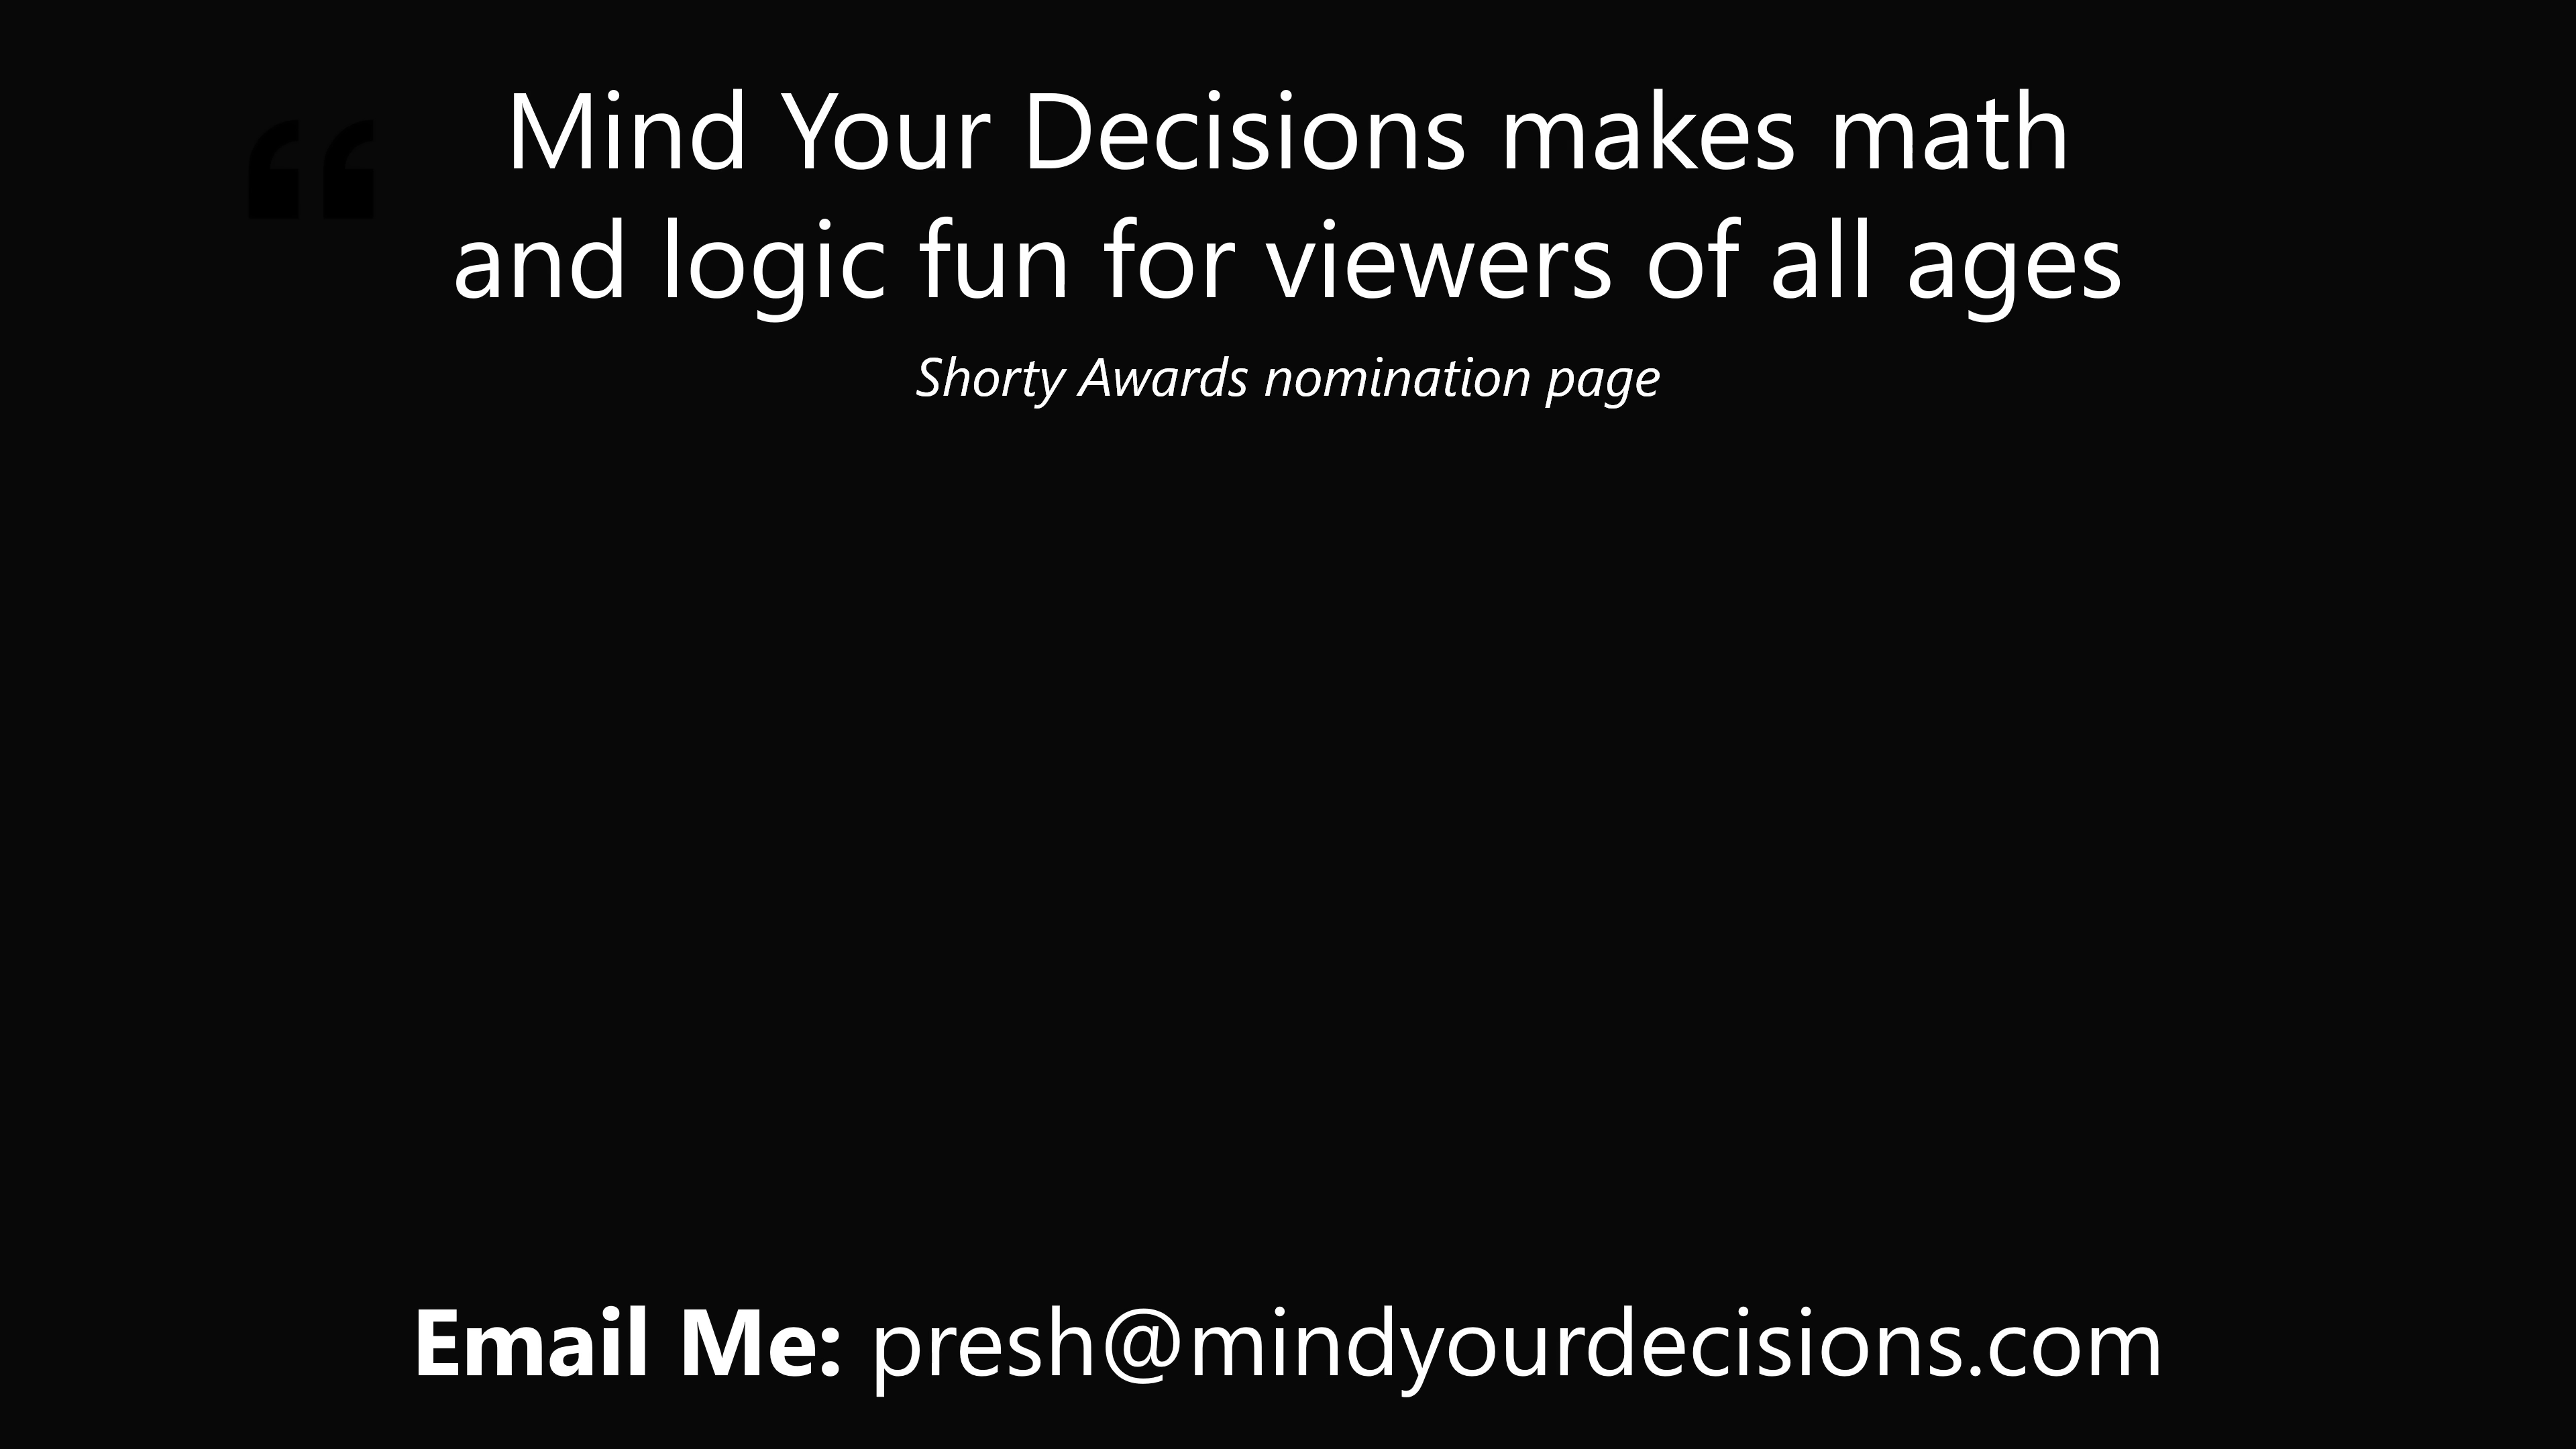 “
Mind Your Decisions makes math
and logic fun for viewers of all ages
Shorty Awards nomination page
Email Me: presh@mindyourdecisions.com